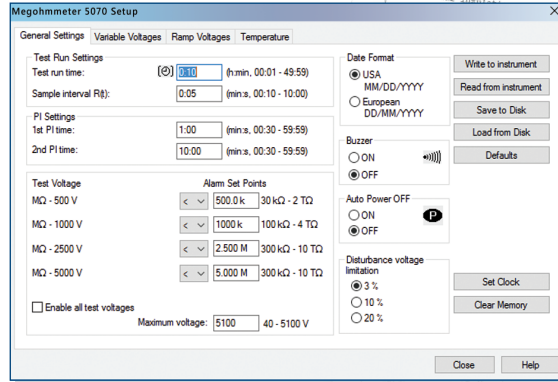 Megohmmeter 5070 Setup
General Settings Variable Voltages Ramp Voltages Temperature
Test Run Settings
Test run time: 0:10 (h:min, 00:01 - 49:59)
Sample interval R(t): 0:05 (min:s, 00:10 - 10:00)
PI Settings
1st PI time: 1:00 (min:s, 00:30 - 59:59)
2nd PI time: 10:00 (min:s, 00:30 - 59:59)
Test Voltage Alarm Set Points
MΩ - 500 V < 500.0 k 30 kΩ - 2 TΩ
MΩ - 1000 V < 1000 k 100 kΩ - 4 TΩ
MΩ - 2500 V < 2.500 M 300 kΩ - 10 TΩ
MΩ - 5000 V < 5.000 M 300 kΩ - 10 TΩ
Enable all test voltages
Maximum voltage: 5100 40 - 5100 V
Date Format
USA
MM/DD/YYYY
European
DD/MM/YYYY
Buzzer
ON
OFF
Auto Power OFF
ON
P
OFF
Disturbance voltage
limitation
3 %
10 %
20 %
Write to instrument
Read from instrument
Save to Disk
Load from Disk
Defaults
Set Clock
Clear Memory
Close Help